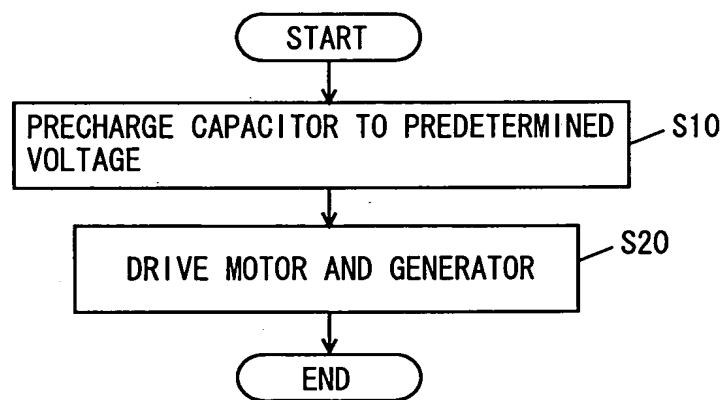 START
PRECHARGE CAPACITOR TO PREDETERMINED
VOLTAGE
S10
DRIVE MOTOR AND GENERATOR
S20
END